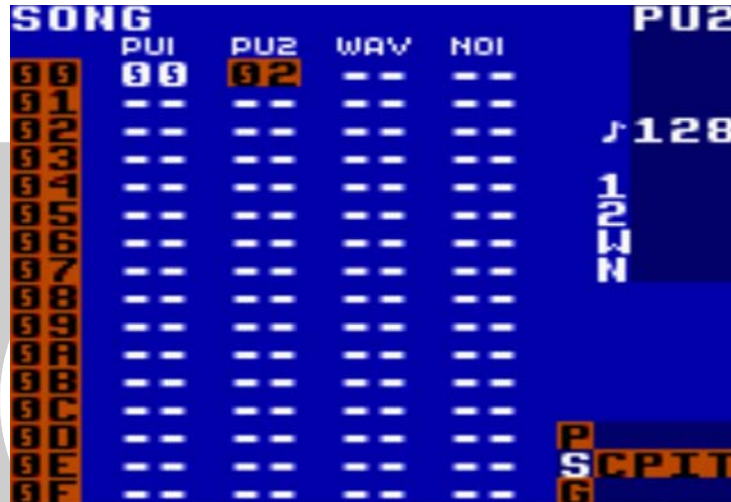 SONG PU2
PU1 PU2 WAV NOI
00 00 02 -- --
01 -- -- -- --
02 -- -- -- -- ♪128
03 -- -- -- --
04 -- -- -- -- 1
05 -- -- -- -- 2
06 -- -- -- -- W
07 -- -- -- -- N
08 -- -- -- --
09 -- -- -- --
0A -- -- -- --
0B -- -- -- --
0C -- -- -- --
0D -- -- -- -- P
0E -- -- -- -- SCPIT
0F -- -- -- -- G